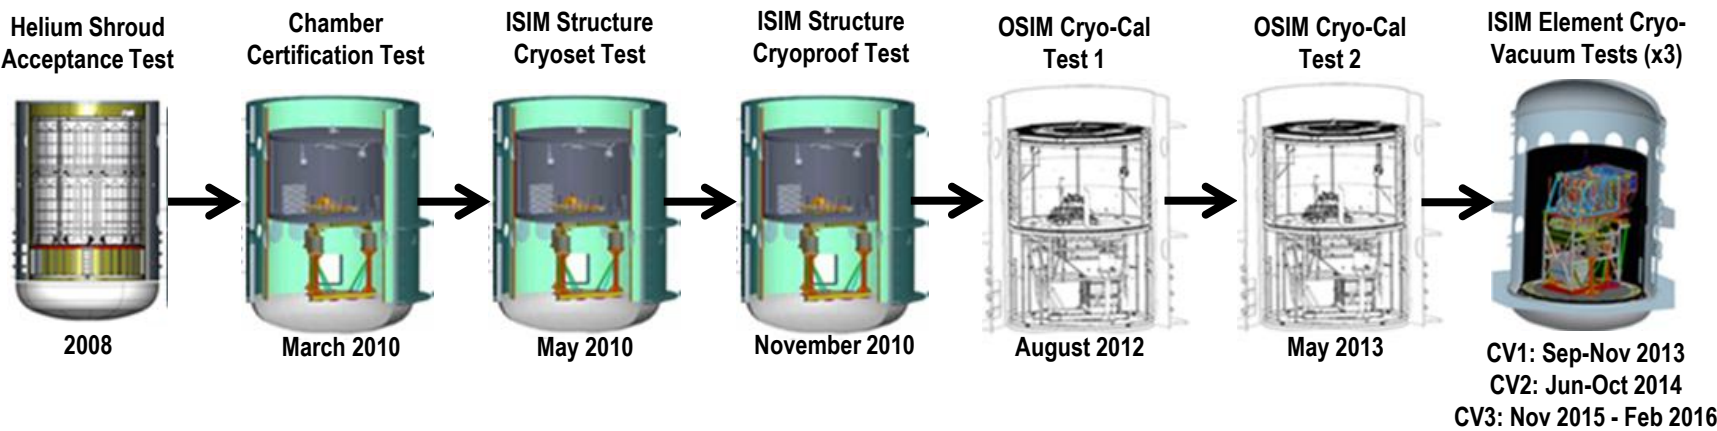 Helium Shroud
Acceptance Test
Chamber
Certification Test
ISIM Structure
Cryoset Test
ISIM Structure
Cryoproof Test
OSIM Cryo-Cal
Test 1
OSIM Cryo-Cal
Test 2
ISIM Element Cryo-
Vacuum Tests (x3)
2008
March 2010
May 2010
November 2010
August 2012
May 2013
CV1: Sep-Nov 2013
CV2: Jun-Oct 2014
CV3: Nov 2015 - Feb 2016